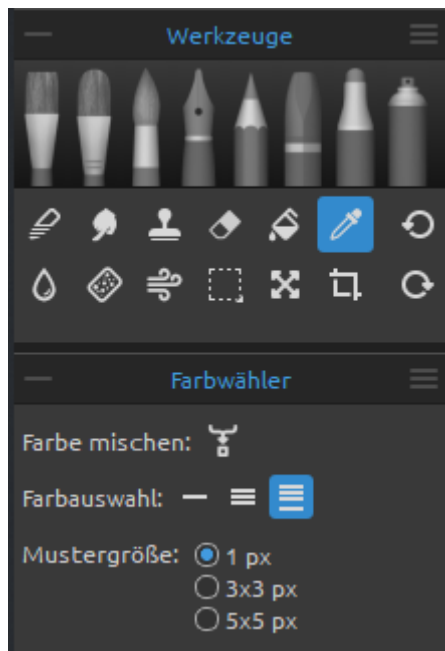 Werkzeuge
Farbwähler
Farbe mischen:
Farbauswahl:
Mustergröße: 1 px
3x3 px
5x5 px